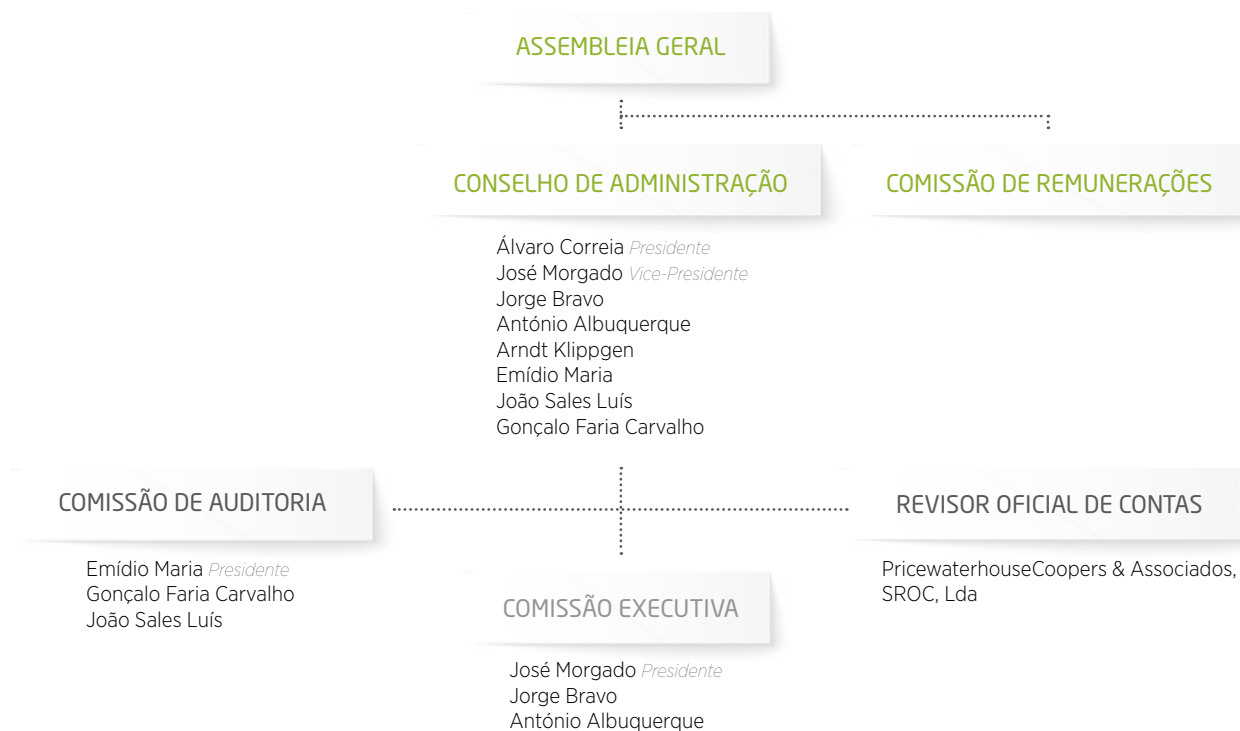 ASSEMBLEIA GERAL
CONSELHO DE ADMINISTRAÇÃO
Álvaro Correia Presidente
José Morgado Vice-Presidente
Jorge Bravo
António Albuquerque
Arndt Klippgen
Emídio Maria
João Sales Luís
Gonçalo Faria Carvalho
COMISSÃO DE REMUNERAÇÕES
COMISSÃO DE AUDITORIA
Emídio Maria Presidente
Gonçalo Faria Carvalho
João Sales Luís
COMISSÃO EXECUTIVA
José Morgado Presidente
Jorge Bravo
António Albuquerque
REVISOR OFICIAL DE CONTAS
PricewaterhouseCoopers & Associados,
SROC, Lda